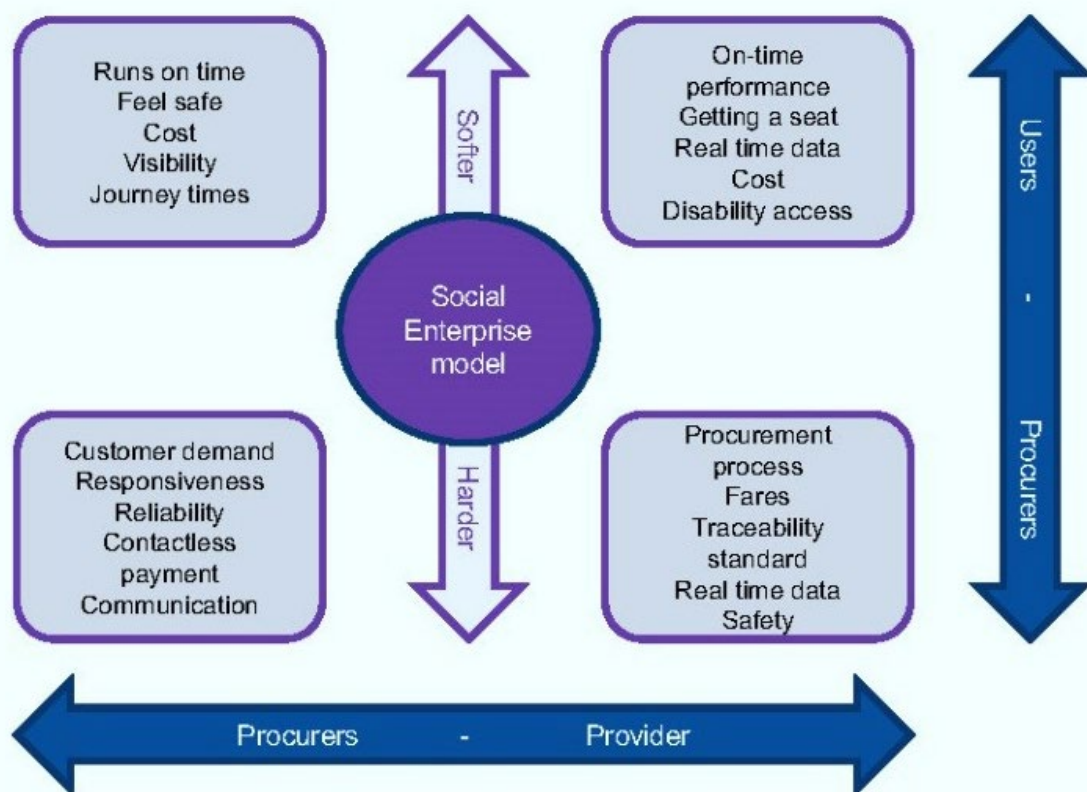 Runs on time
Feel safe
Cost
Visibility
Journey times
Softer
On-time
performance
Getting a seat
Real time data
Cost
Disability access
Users - Procurers
Social
Enterprise
model
Customer demand
Responsiveness
Reliability
Contactless
payment
Communication
Harder
Procurement
process
Fares
Traceability
standard
Real time data
Safety
Procurers - Provider